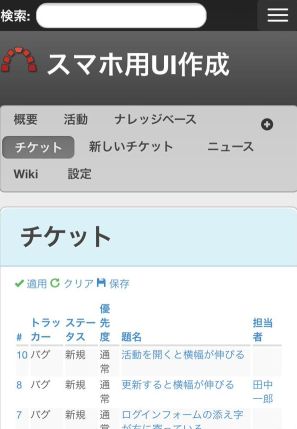 検索:
スマホ用UI作成
概要 活動 ナレッジベース
チケット 新しいチケット ニュース
Wiki 設定
チケット
適用 クリア 保存
# トラッカー ステータス 優先度 題名 担当者
10 バグ 新規 通常 活動を開くと横幅が伸びる
8 バグ 新規 通常 更新すると横幅が伸びる 田中一郎
7 バグ 新規 通常 ログインフォームの添え字が左に寄っている